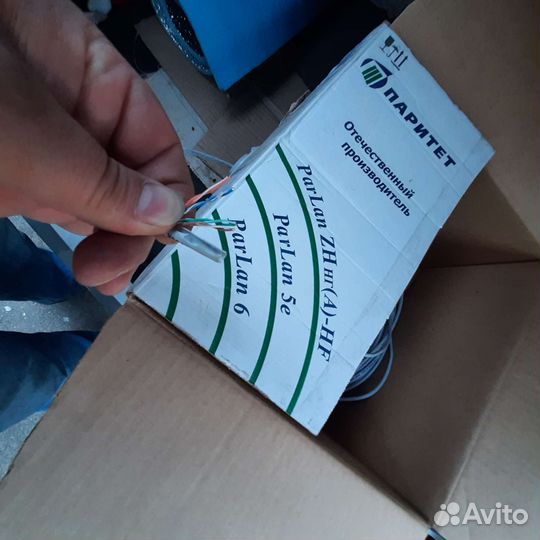 ПАРИТЕТ
Отечественный
производитель
ParLan ZH нг(А)-HF
ParLan 5e
ParLan 6
Avito